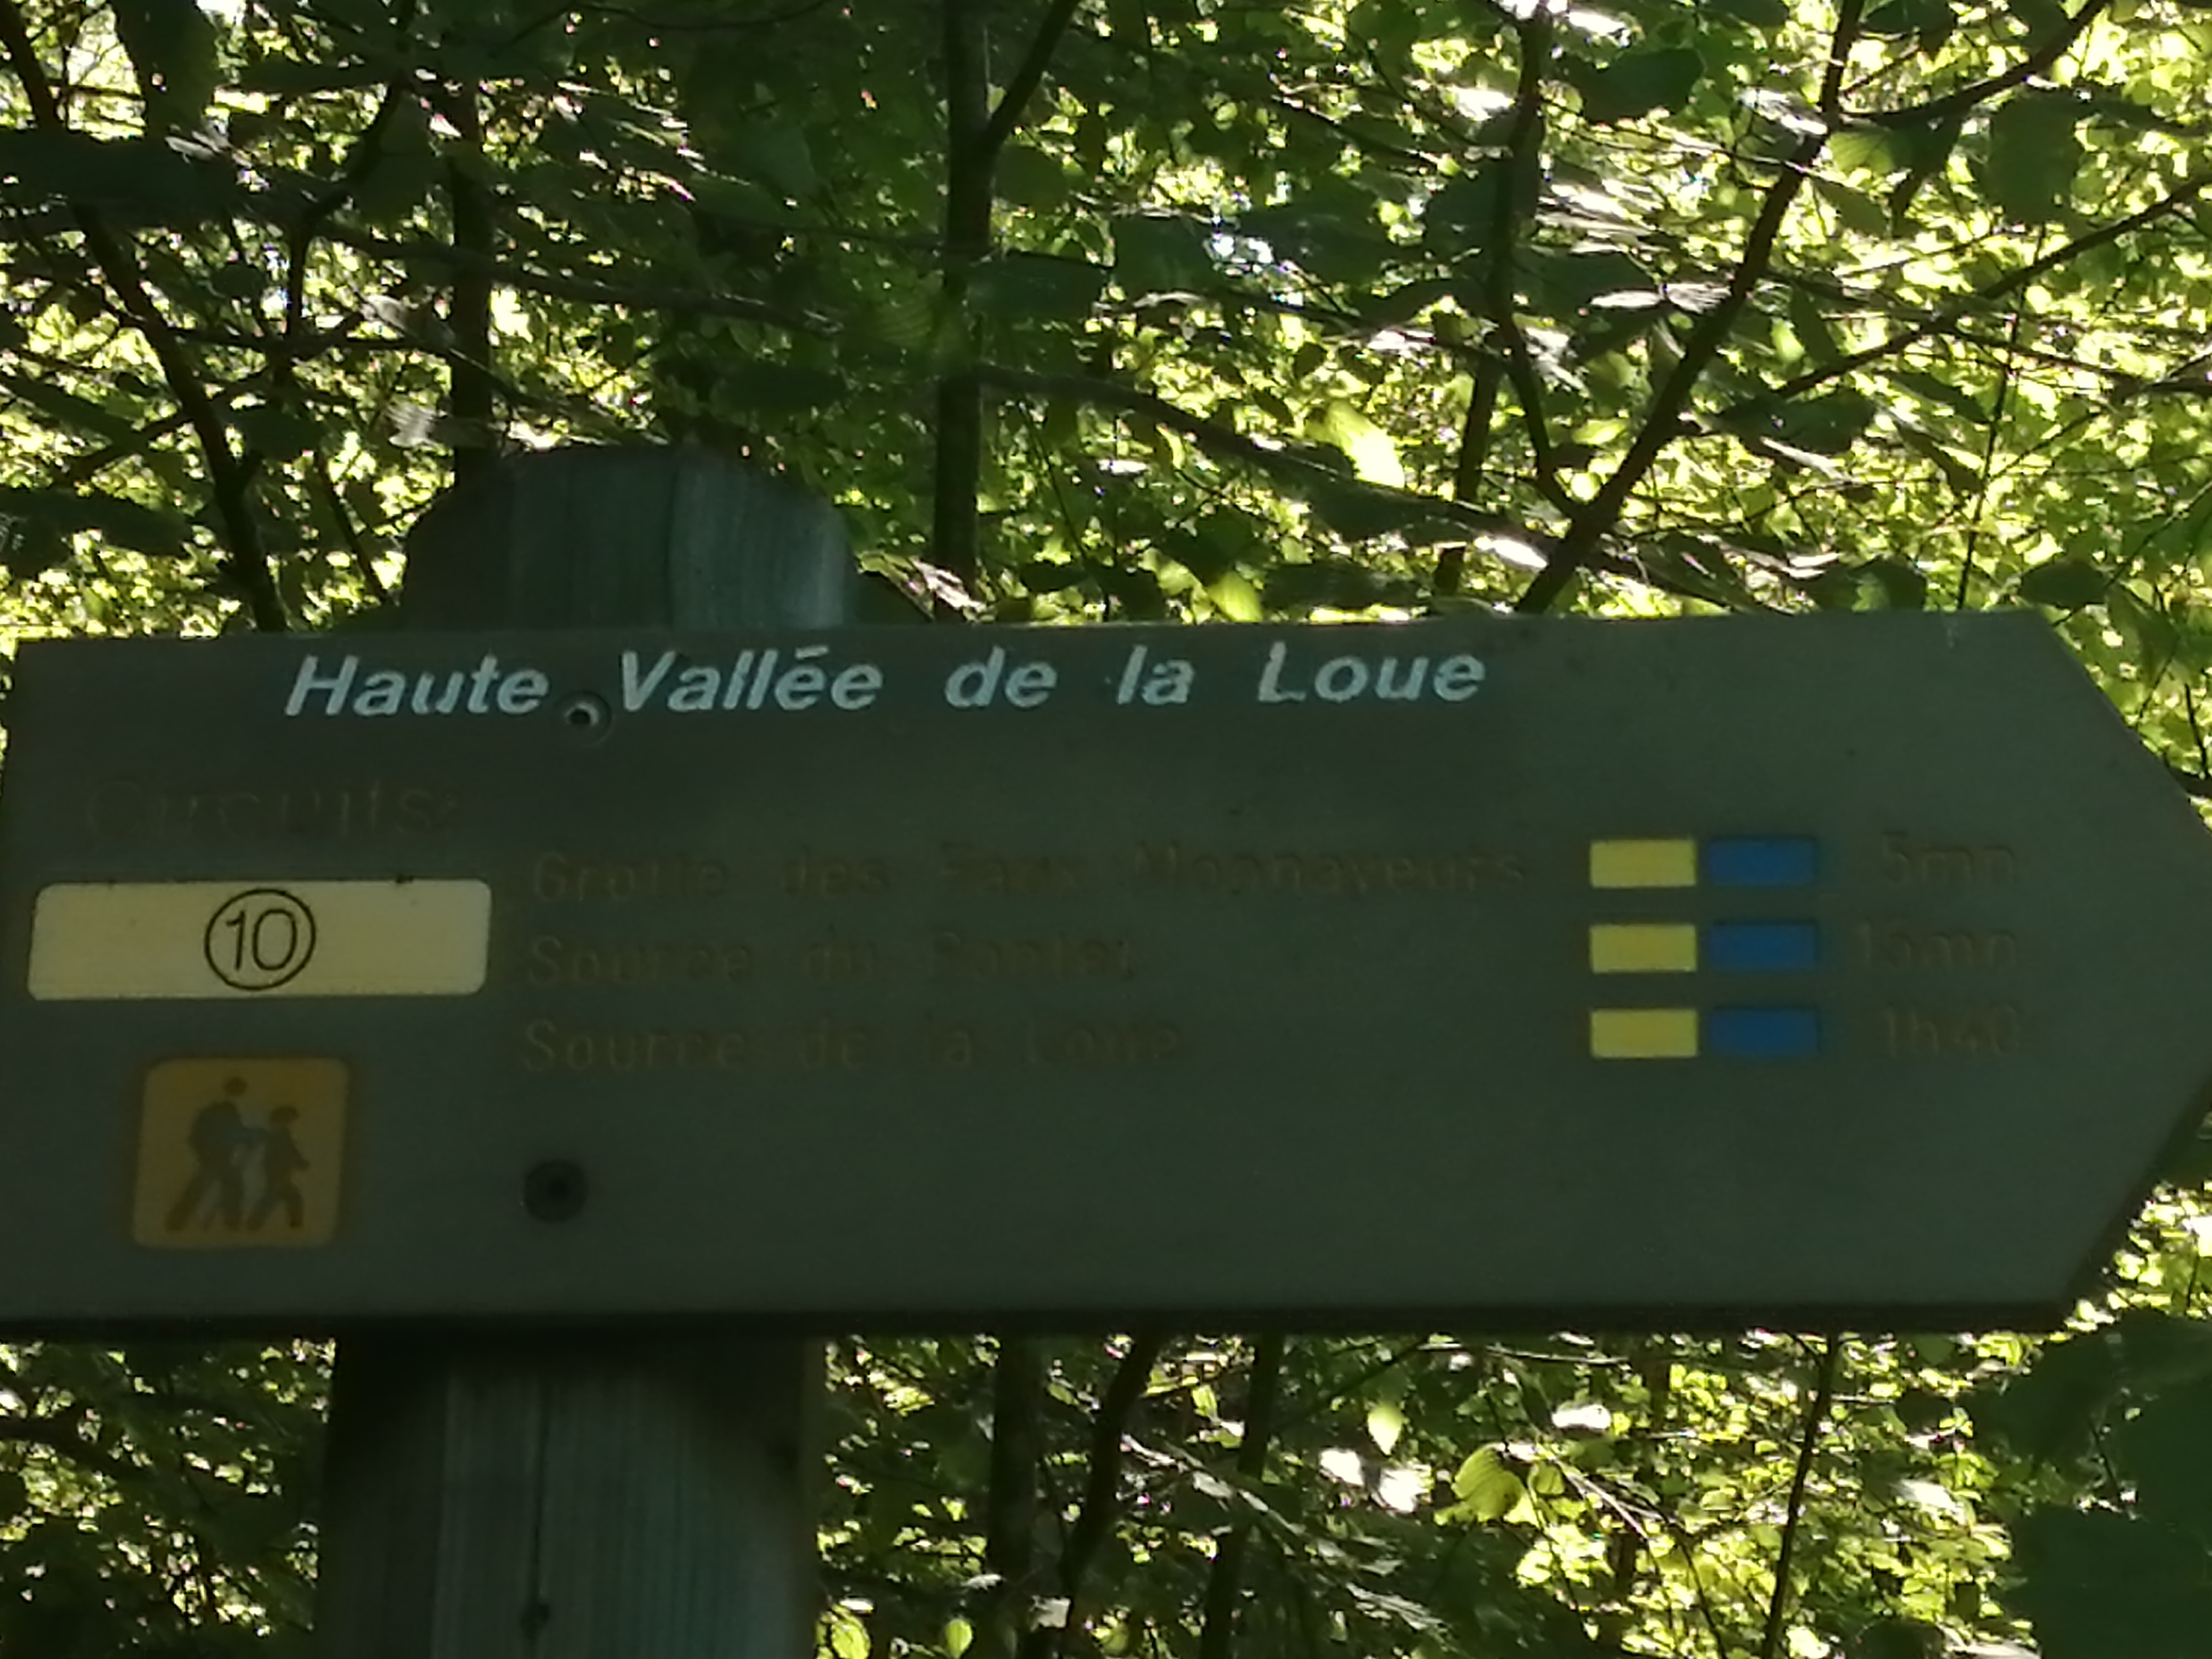 Haute Vallée de la Loue
Circuits:
Grotte des Faux Monnayeurs 5mn
10
Source du Pontet 15mn
Source de la Loue 1h40